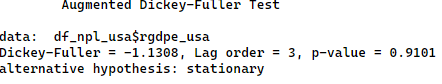 Augmented Dickey-Fuller Test
data:  df_npl_usa$rgdpe_usa
Dickey-Fuller = -1.1308, Lag order = 3, p-value = 0.9101
alternative hypothesis: stationary